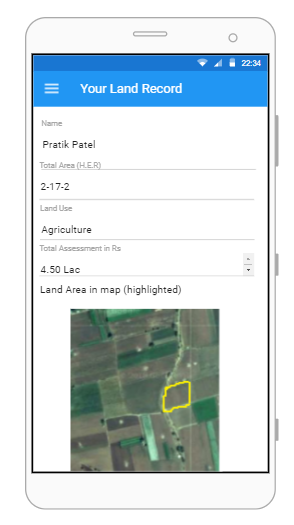 22:34
Your Land Record
Name
Pratik Patel
Total Area (H.E.R)
2-17-2
Land Use
Agriculture
Total Assessment in Rs
4.50 Lac
Land Area in map (highlighted)